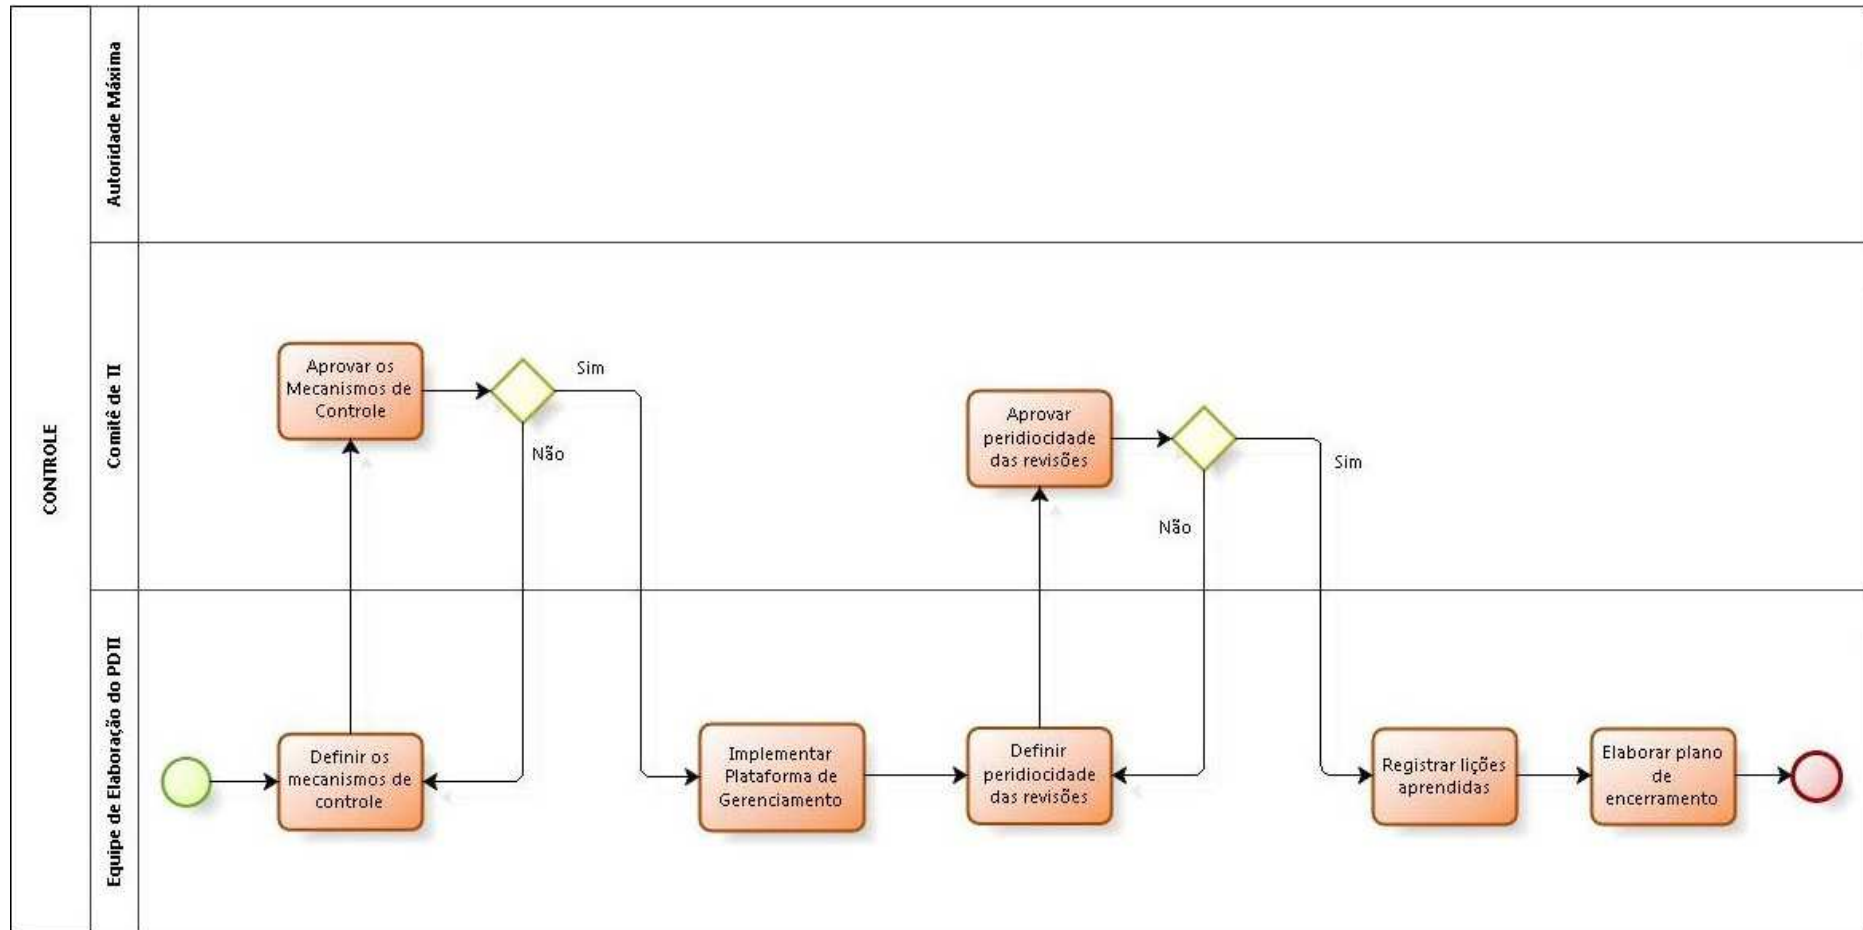 CONTROLE
Autoridade Máxima
Comitê de TI
Equipe de Elaboração do PDTI
Aprovar os
Mecanismos de
Controle
Sim
Não
Aprovar
peridiocidade
das revisões
Sim
Não
Definir os
mecanismos de
controle
Implementar
Plataforma de
Gerenciamento
Definir
peridiocidade
das revisões
Registrar lições
aprendidas
Elaborar plano
de
encerramento